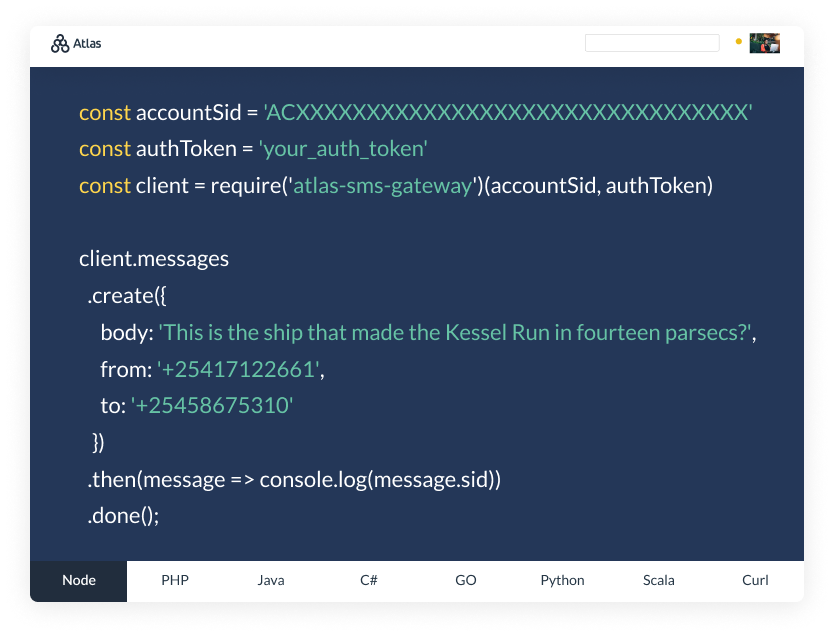 Atlas
const accountSid = 'ACXXXXXXXXXXXXXXXXXXXXXXXXXXXXXXXX'
const authToken = 'your_auth_token'
const client = require('atlas-sms-gateway')(accountSid, authToken)
client.messages
.create({
body: 'This is the ship that made the Kessel Run in fourteen parsecs?',
from: '+25417122661',
to: '+25458675310'
})
.then(message => console.log(message.sid))
.done();
Node PHP Java C# GO Python Scala Curl